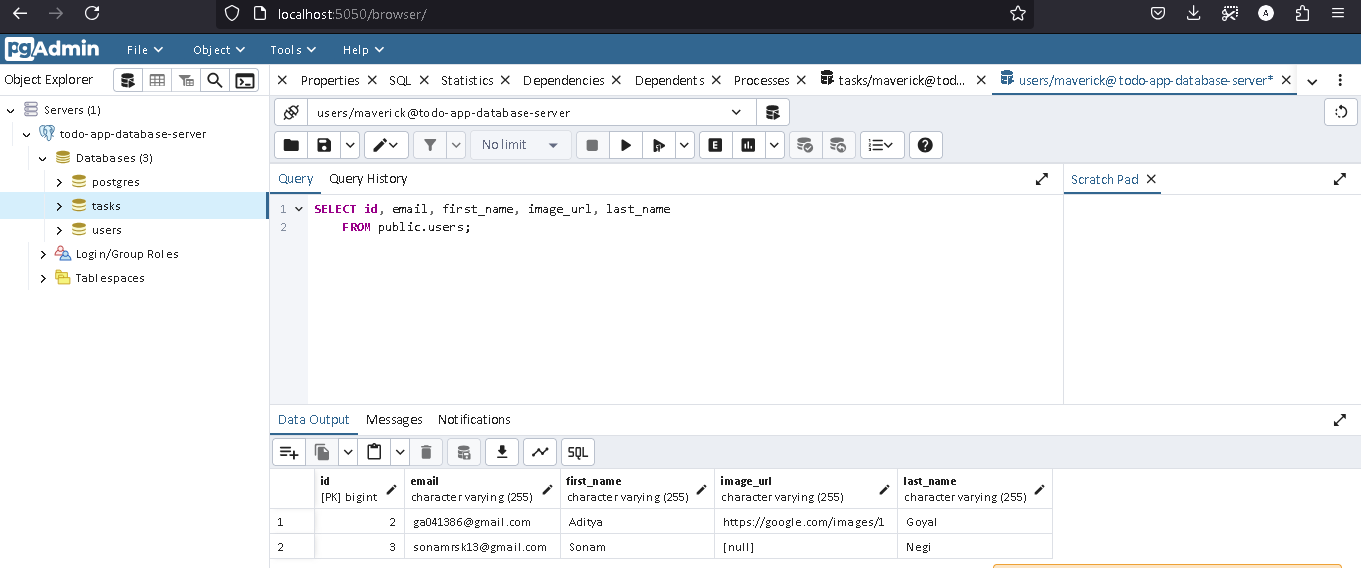 localhost:5050/browser/
A
pgAdmin File Object Tools Help
Object Explorer
Properties SQL Statistics Dependencies Dependents Processes tasks/maverick@tod... users/maverick@todo-app-database-server*
Servers (1)
todo-app-database-server
Databases (3)
postgres
tasks
users
Login/Group Roles
Tablespaces
users/maverick@todo-app-database-server
No limit
E
Query Query History
Scratch Pad
1 SELECT id, email, first_name, image_url, last_name
2 FROM public.users;
Data Output Messages Notifications
SQL
id email first_name image_url last_name
[PK] bigint character varying (255) character varying (255) character varying (255) character varying (255)
1 2 ga041386@gmail.com Aditya https://google.com/images/1 Goyal
2 3 sonamrsk13@gmail.com Sonam [null] Negi